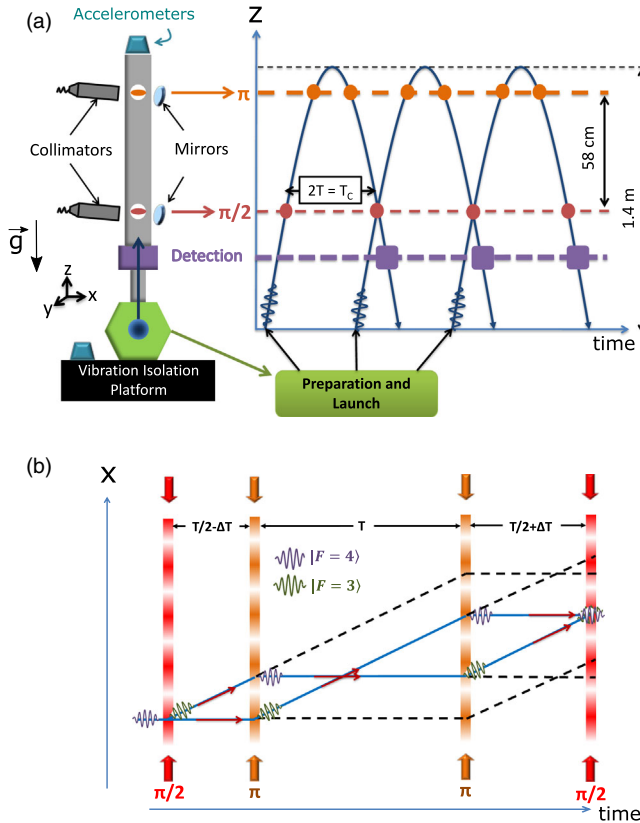 (a)
Accelerometers
Z
π
Collimators
Mirrors
58 cm
1.4 m
2T = T_C
π/2
g
Detection
z
y
x
time
Vibration Isolation
Platform
Preparation and
Launch
(b)
X
T/2-ΔT
T
T/2+ΔT
|F = 4⟩
|F = 3⟩
π/2
π
π
π/2
time